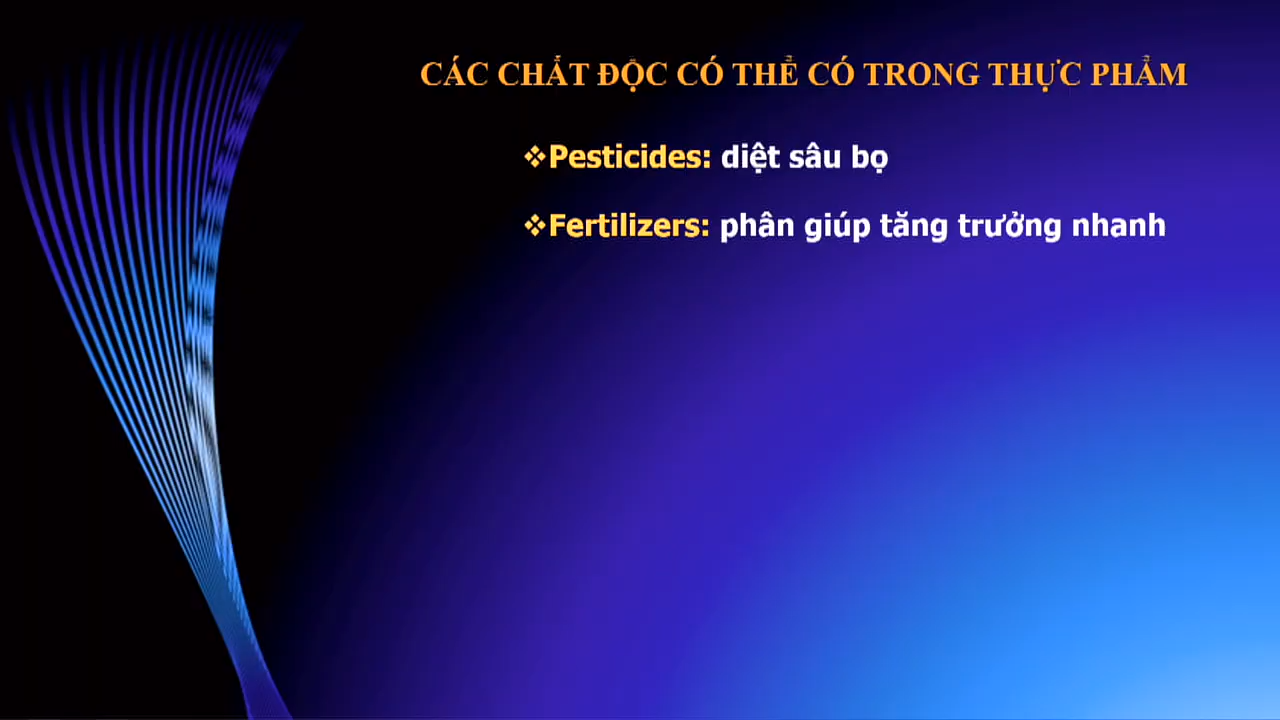 CÁC CHẤT ĐỘC CÓ THỂ CÓ TRONG THỰC PHẨM
❖Pesticides: diệt sâu bọ
❖Fertilizers: phân giúp tăng trưởng nhanh